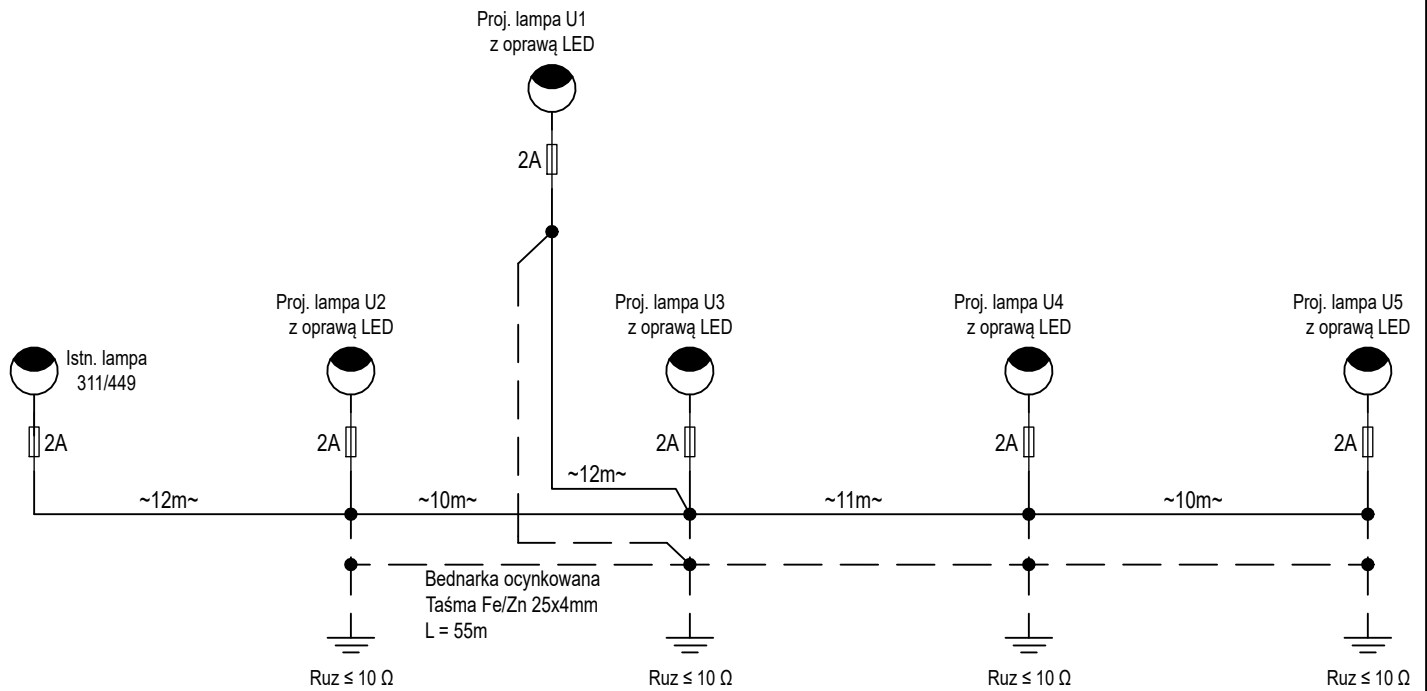 Proj. lampa U1
z oprawą LED
2A
Proj. lampa U2
z oprawą LED
Proj. lampa U3
z oprawą LED
Proj. lampa U4
z oprawą LED
Proj. lampa U5
z oprawą LED
Istn. lampa
311/449
2A
2A
2A
2A
2A
~12m~
~10m~
~12m~
~11m~
~10m~
Bednarka ocynkowana
Taśma Fe/Zn 25x4mm
L = 55m
Ruz ≤ 10 Ω
Ruz ≤ 10 Ω
Ruz ≤ 10 Ω
Ruz ≤ 10 Ω